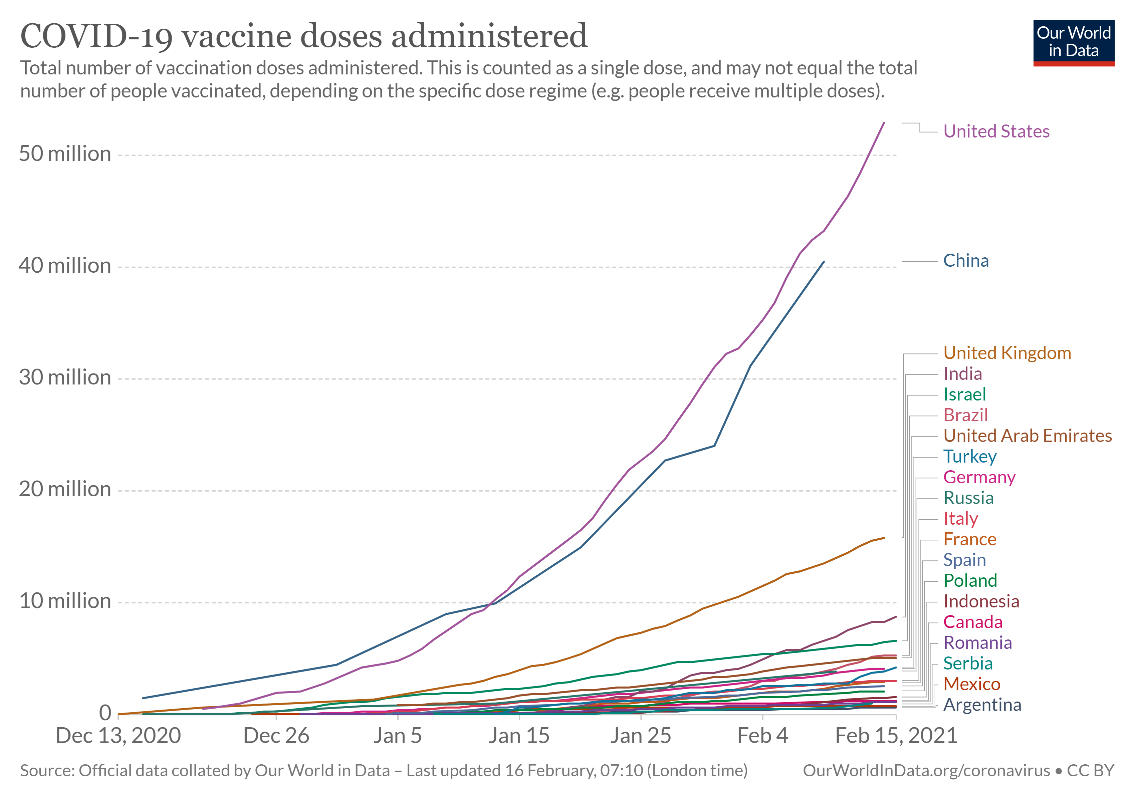 COVID-19 vaccine doses administered
Our World
in Data
Total number of vaccination doses administered. This is counted as a single dose, and may not equal the total
number of people vaccinated, depending on the specific dose regime (e.g. people receive multiple doses).
50 million
40 million
30 million
20 million
10 million
0
United States
China
United Kingdom
India
Israel
Brazil
United Arab Emirates
Turkey
Germany
Russia
Italy
France
Spain
Poland
Indonesia
Canada
Romania
Serbia
Mexico
Argentina
Dec 13, 2020
Dec 26
Jan 5
Jan 15
Jan 25
Feb 4
Feb 15, 2021
Source: Official data collated by Our World in Data – Last updated 16 February, 07:10 (London time)
OurWorldInData.org/coronavirus • CC BY